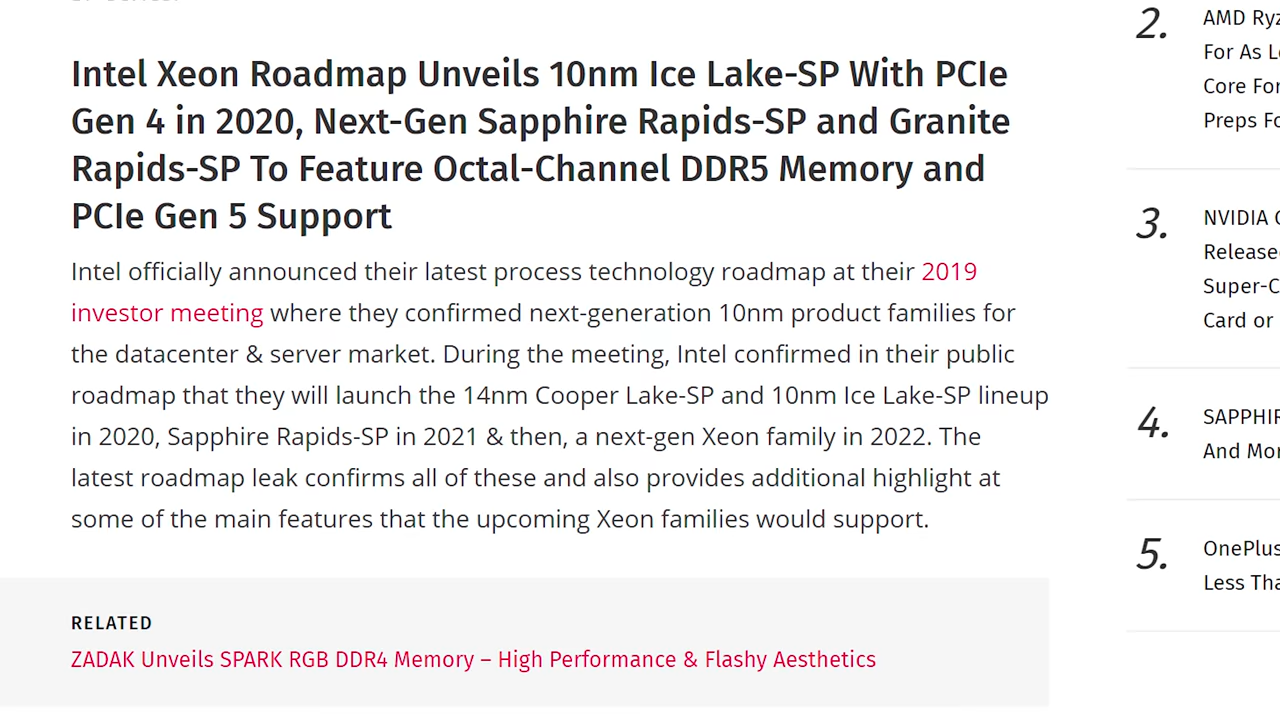 Intel Xeon Roadmap Unveils 10nm Ice Lake-SP With PCIe
Gen 4 in 2020, Next-Gen Sapphire Rapids-SP and Granite
Rapids-SP To Feature Octal-Channel DDR5 Memory and
PCIe Gen 5 Support
Intel officially announced their latest process technology roadmap at their 2019
investor meeting where they confirmed next-generation 10nm product families for
the datacenter & server market. During the meeting, Intel confirmed in their public
roadmap that they will launch the 14nm Cooper Lake-SP and 10nm Ice Lake-SP lineup
in 2020, Sapphire Rapids-SP in 2021 & then, a next-gen Xeon family in 2022. The
latest roadmap leak confirms all of these and also provides additional highlight at
some of the main features that the upcoming Xeon families would support.
RELATED
ZADAK Unveils SPARK RGB DDR4 Memory – High Performance & Flashy Aesthetics
2.
AMD
For As
Core
Preps
3.
NVIDIA
Super-C
Card or
4.
And
5.
OnePlus
Less